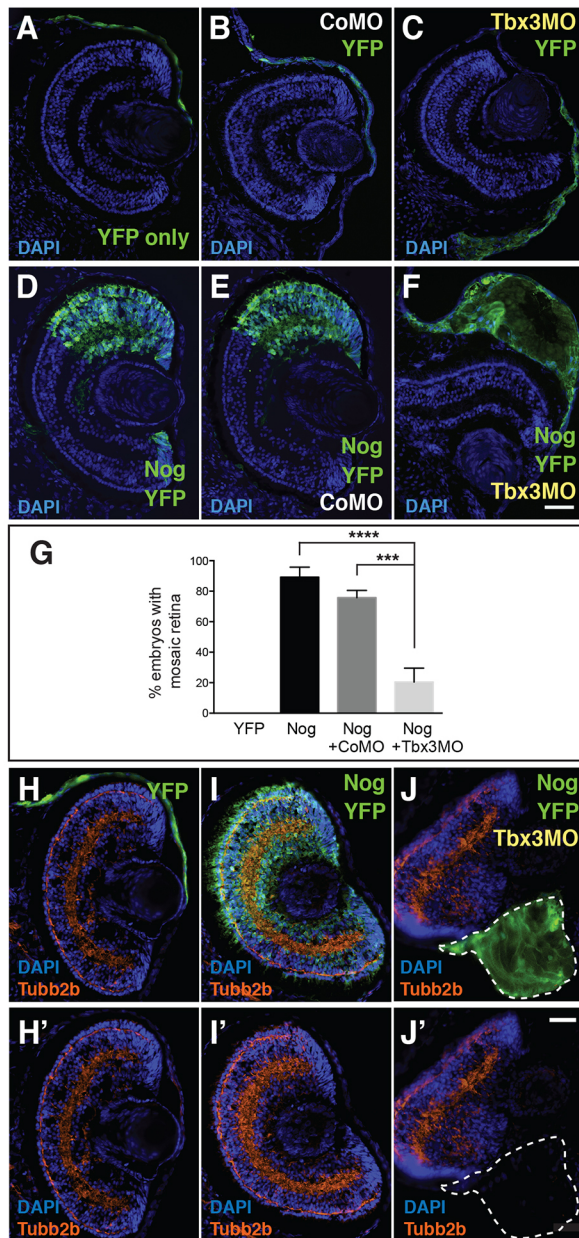 A
DAPI
YFP only
B
CoMO
YFP
DAPI
C
Tbx3MO
YFP
DAPI
D
Nog
YFP
DAPI
E
Nog
YFP
CoMO
DAPI
F
Nog
YFP
Tbx3MO
DAPI
G
% embryos with
mosaic retina
100
80
60
40
20
0
****
***
YFP
Nog
Nog
+CoMO
Nog
+Tbx3MO
H
YFP
DAPI
Tubb2b
I
Nog
YFP
DAPI
Tubb2b
J
Nog
YFP
Tbx3MO
DAPI
Tubb2b
H'
DAPI
Tubb2b
I'
DAPI
Tubb2b
J'
DAPI
Tubb2b